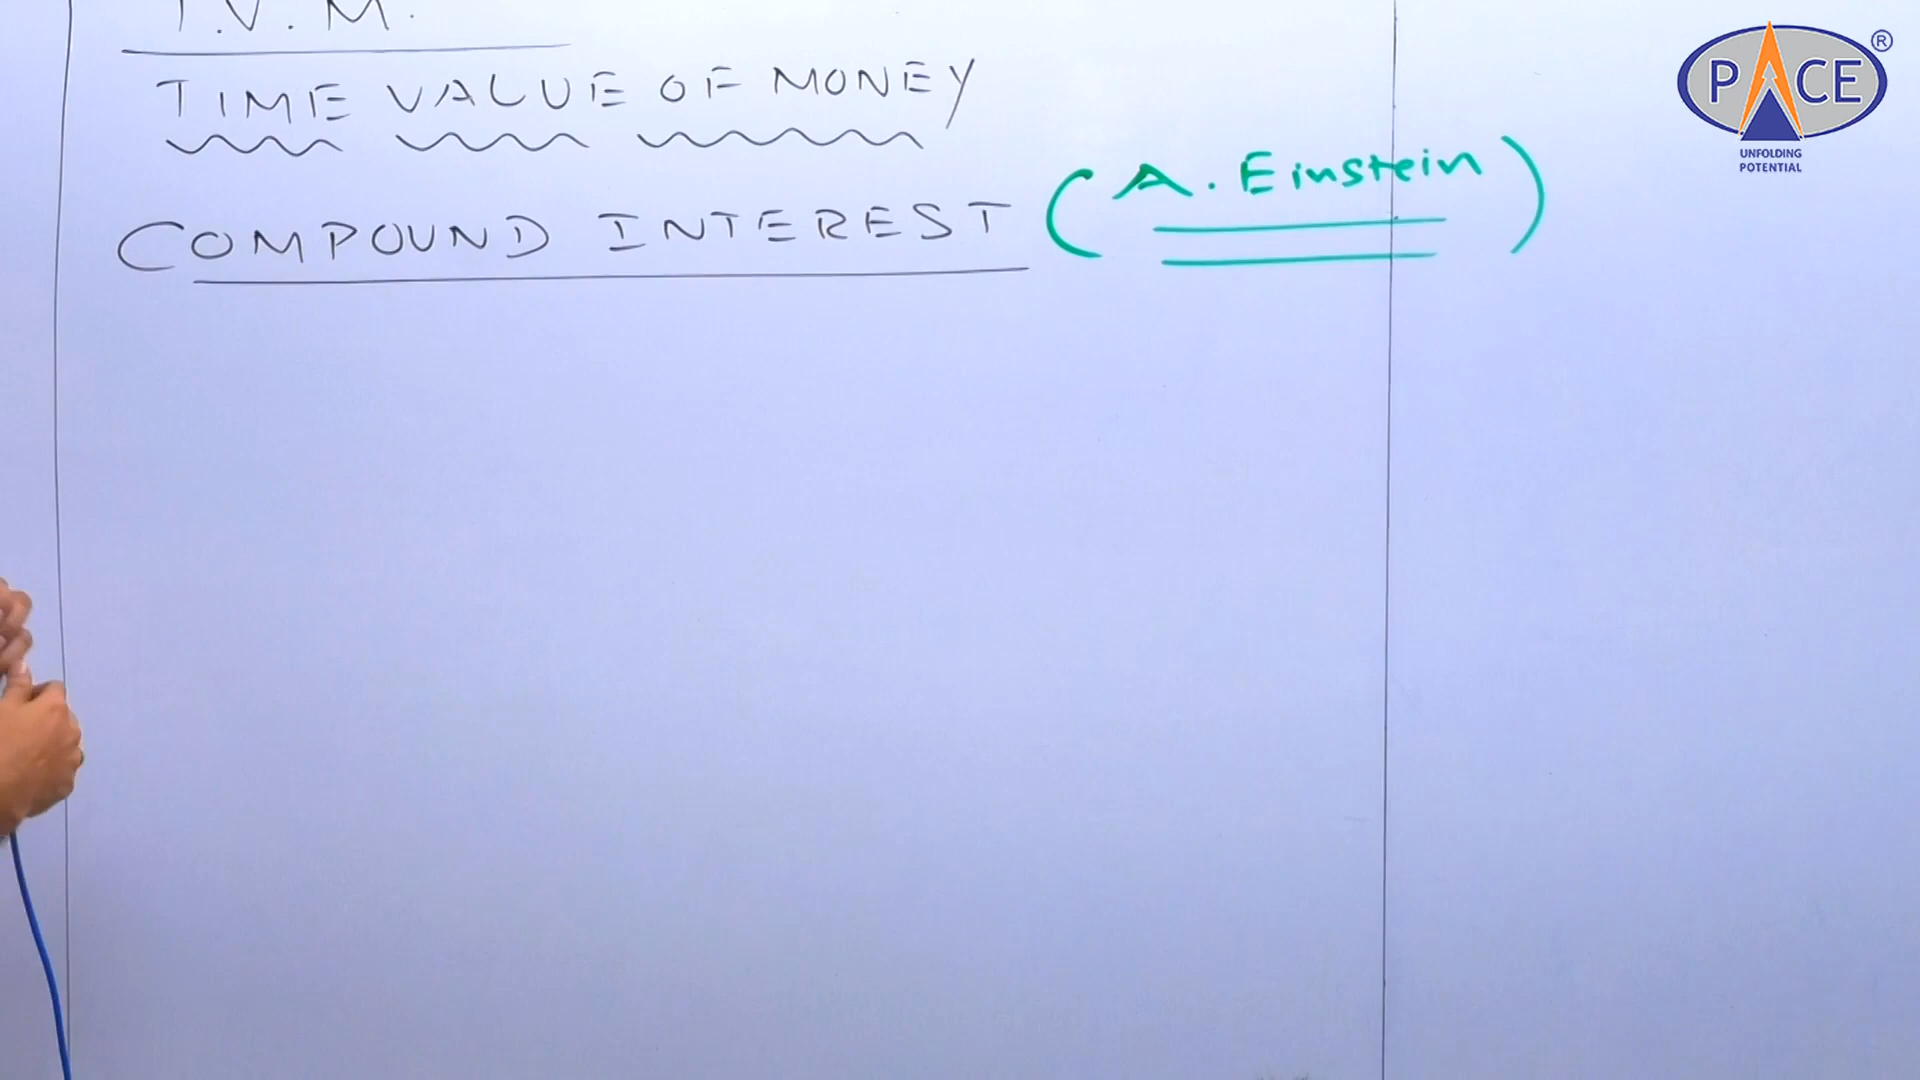 T.V.M.
TIME VALUE OF MONEY
COMPOUND INTEREST (A. Einstein)
PACE®
UNFOLDING
POTENTIAL